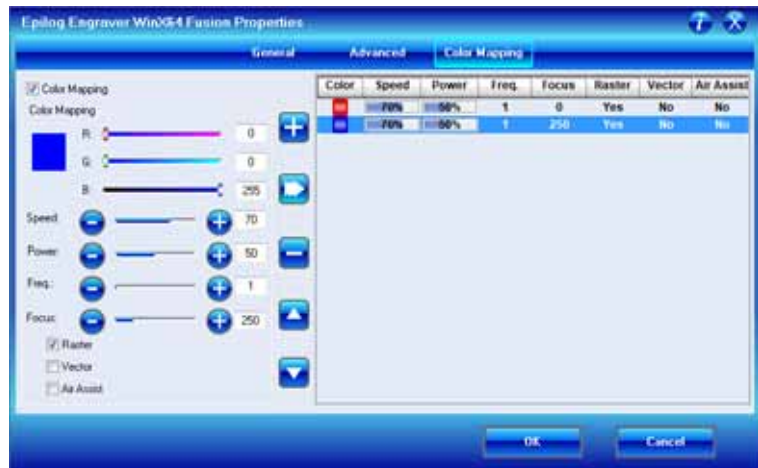 Epilog Engraver WinX64 Fusion Properties
General Advanced Color Mapping
Color Mapping
Color Mapping
R: 0
G: 0
B: 255
Speed: 70
Power: 50
Freq.: 1
Focus: 250
Raster
Vector
Air Assist
Color Speed Power Freq. Focus Raster Vector Air Assist
70% 50% 1 0 Yes No No
70% 50% 1 250 Yes No No
OK Cancel